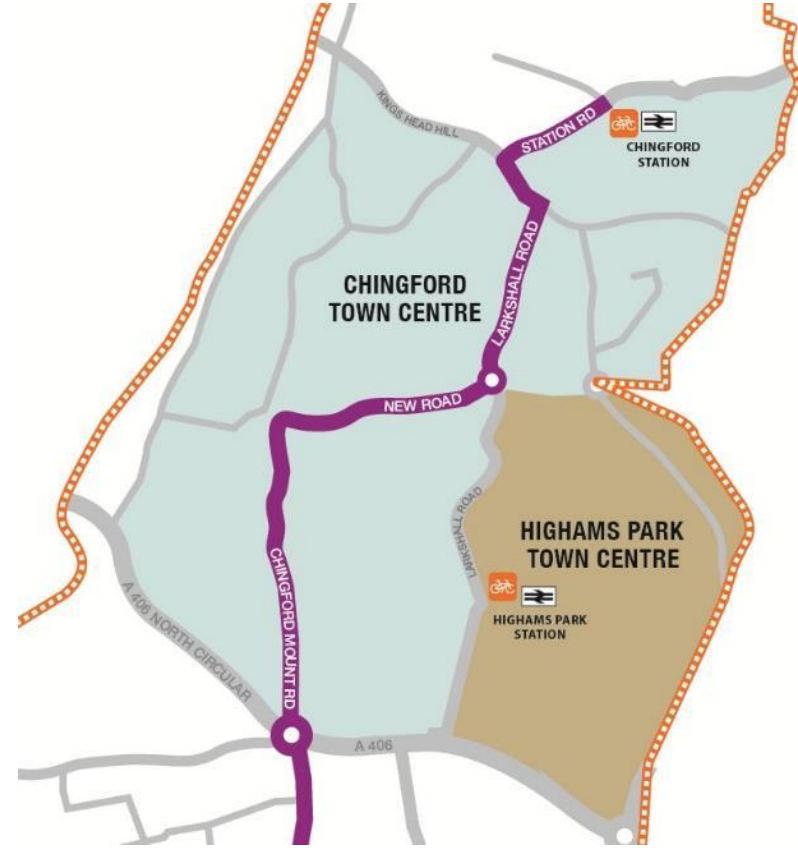 KINGS HEAD HILL
STATION RD
CHINGFORD
STATION
LARKSHALL ROAD
CHINGFORD
TOWN CENTRE
NEW ROAD
LARKSHALL ROAD
HIGHAMS PARK
TOWN CENTRE
CHINGFORD MOUNT RD
HIGHAMS PARK
STATION
A 406 NORTH CIRCULAR
A 406